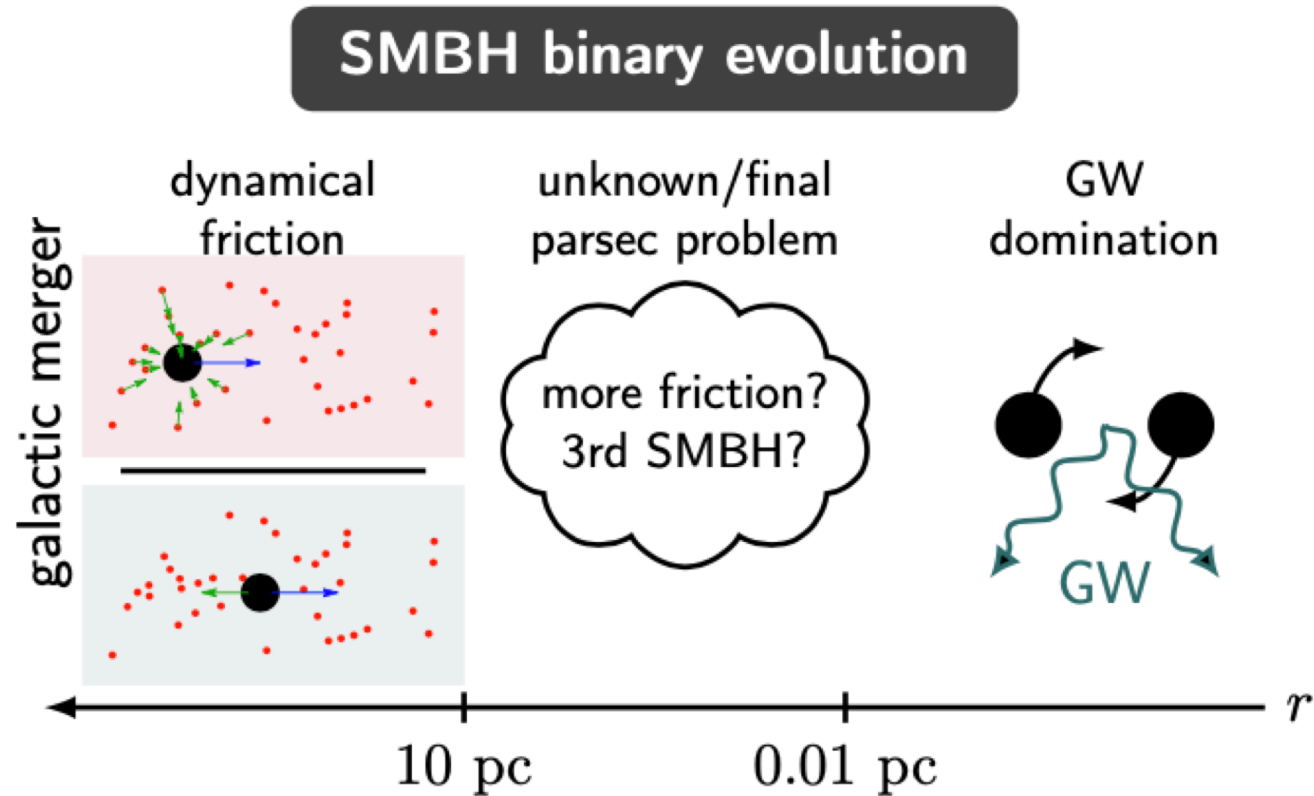 SMBH binary evolution
dynamical
friction
unknown/final
parsec problem
GW
domination
galactic merger
more friction?
3rd SMBH?
GW
r
10 pc
0.01 pc